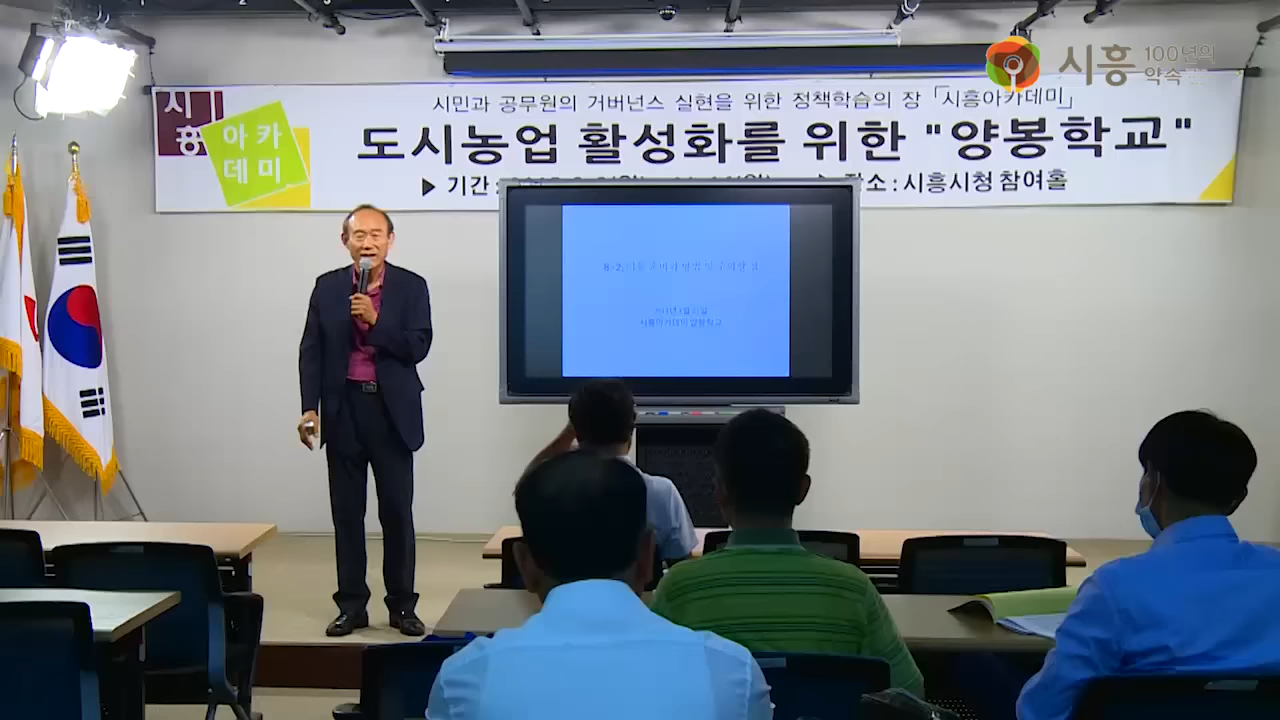 시흥 100년의 약속
시민과 공무원의 거버넌스 실현을 위한 정책학습의 장 「시흥아카데미」
시흥
아카데미
도시농업 활성화를 위한 "양봉학교"
▶ 기간 :
장소 : 시흥시청 참여홀
8-2.
시흥아카데미 양봉학교